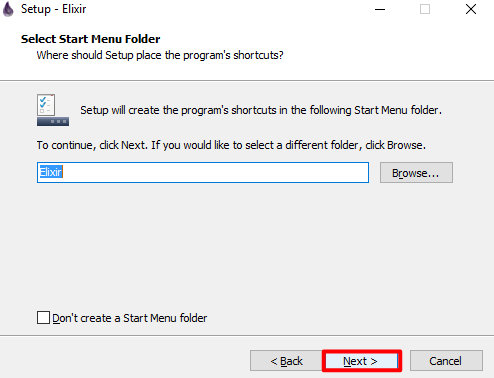 Setup - Elixir
Select Start Menu Folder
Where should Setup place the program's shortcuts?
Setup will create the program's shortcuts in the following Start Menu folder.
To continue, click Next. If you would like to select a different folder, click Browse.
Elixir
Browse...
Don't create a Start Menu folder
< Back
Next >
Cancel